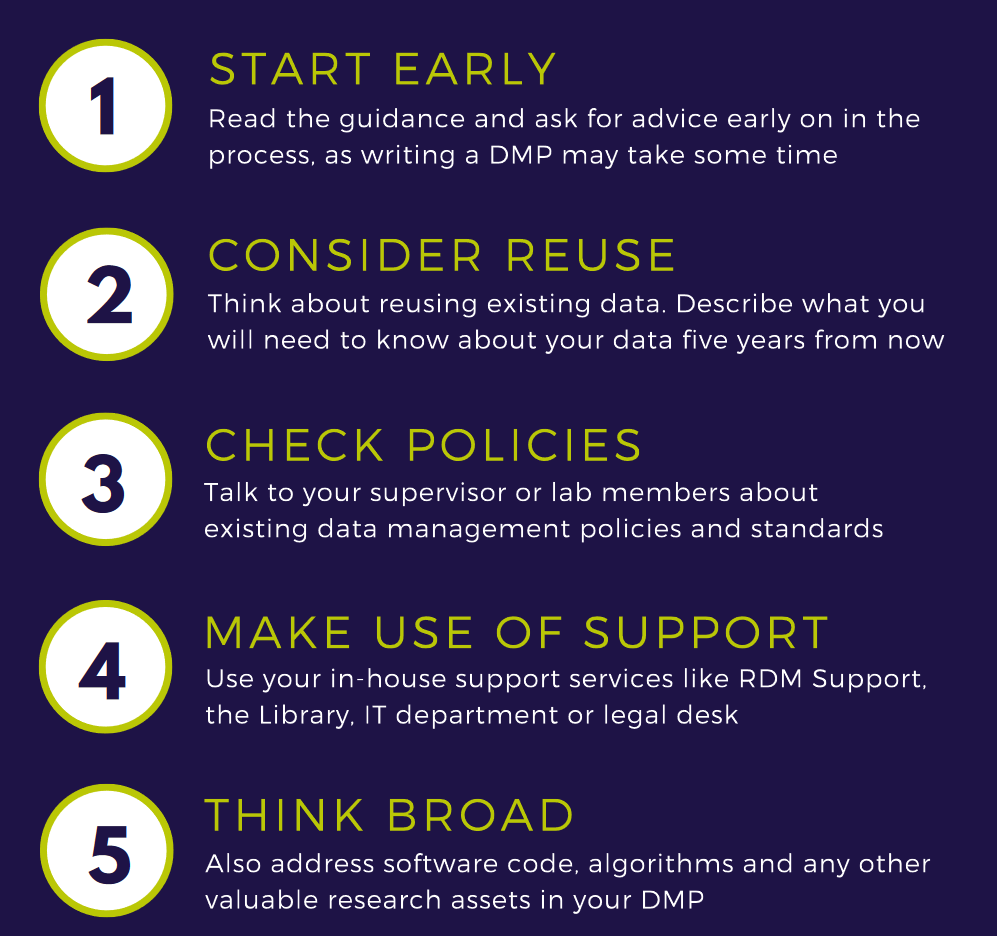 1
START EARLY
Read the guidance and ask for advice early on in the
process, as writing a DMP may take some time
2
CONSIDER REUSE
Think about reusing existing data. Describe what you
will need to know about your data five years from now
3
CHECK POLICIES
Talk to your supervisor or lab members about
existing data management policies and standards
4
MAKE USE OF SUPPORT
Use your in-house support services like RDM Support,
the Library, IT department or legal desk
5
THINK BROAD
Also address software code, algorithms and any other
valuable research assets in your DMP